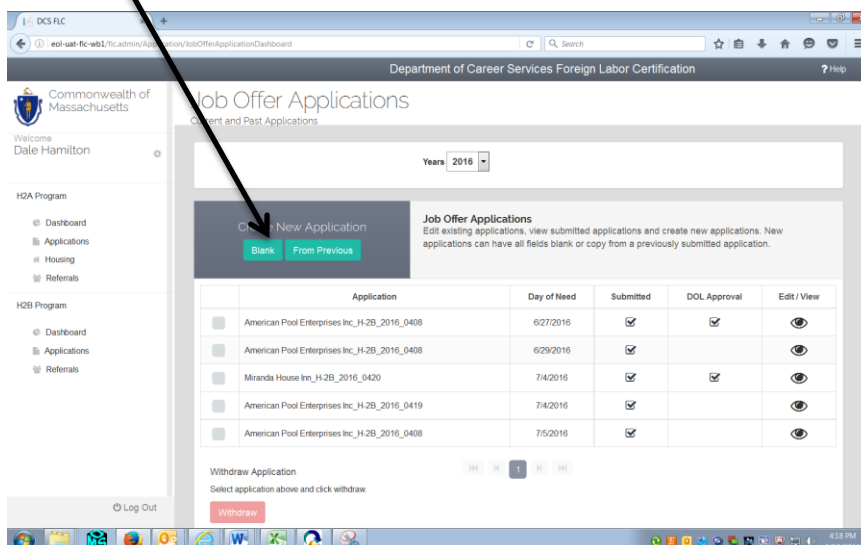 DCS FLC
eol-uat-flc-wb1/flc.admin/App
ation/JobOfferApplicationDashboard
Search
Department of Career Services Foreign Labor Certification
? Help
Commonwealth of
Massachusetts
Job Offer Applications
Current and Past Applications
Welcome
Dale Hamilton
Years 2016
H2A Program
Dashboard
Applications
Housing
Referrals
H2B Program
Dashboard
Applications
Referrals
Log Out
Create New Application
Blank From Previous
Job Offer Applications
Edit existing applications, view submitted applications and create new applications. New
applications can have all fields blank or copy from a previously submitted application.
Application Day of Need Submitted DOL Approval Edit / View
American Pool Enterprises Inc_H-2B_2016_0408 6/27/2016
American Pool Enterprises Inc_H-2B_2016_0408 6/29/2016
Miranda House Inn_H-2B_2016_0420 7/4/2016
American Pool Enterprises Inc_H-2B_2016_0419 7/4/2016
American Pool Enterprises Inc_H-2B_2016_0408 7/5/2016
1
Withdraw Application
Select application above and click withdraw.
Withdraw
4:18 PM